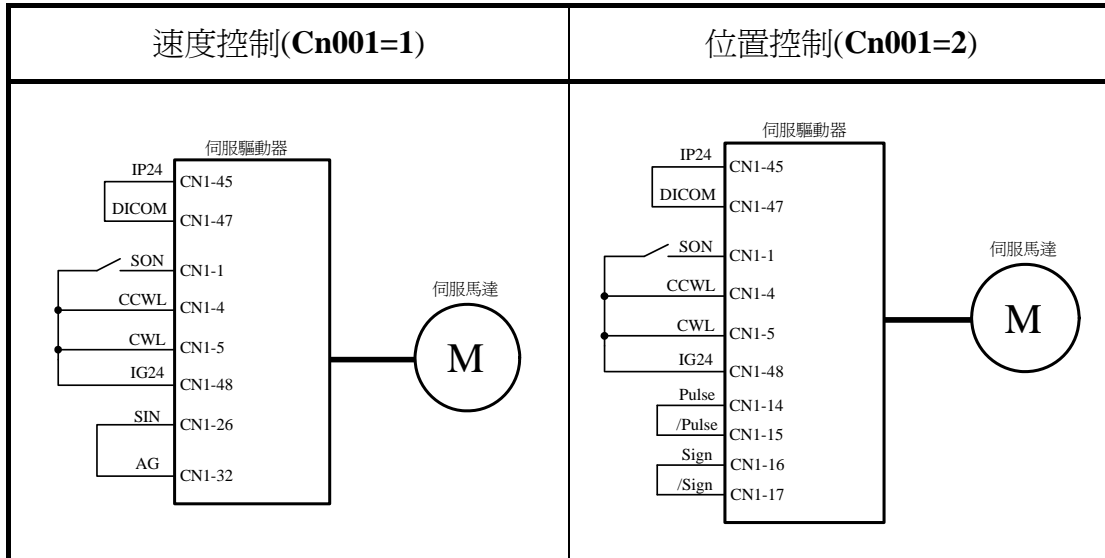 速度控制(Cn001=1)
位置控制(Cn001=2)
伺服驅動器
IP24
CN1-45
DICOM
CN1-47
SON
CN1-1
CCWL
CN1-4
CWL
CN1-5
IG24
CN1-48
SIN
CN1-26
AG
CN1-32
伺服馬達
M
伺服驅動器
IP24
CN1-45
DICOM
CN1-47
SON
CN1-1
CCWL
CN1-4
CWL
CN1-5
IG24
CN1-48
Pulse
CN1-14
/Pulse
CN1-15
Sign
CN1-16
/Sign
CN1-17
伺服馬達
M